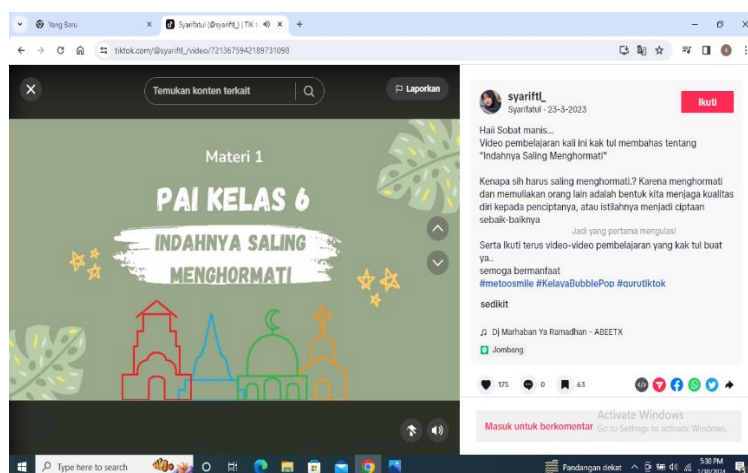 Yang Baru
Syarifatul (@syariftl_) | TIK
tiktok.com/@syariftl_/video/7213675942189731098
Temukan konten terkait
Laporkan
Materi 1
PAI KELAS 6
INDAHNYA SALING
MENGHORMATI
syariftl_
Syarifatul · 23-3-2023
Ikuti
Haii Sobat manis...
Video pembelajaran kali ini kak tul membahas tentang
"Indahnya Saling Menghormati"
Kenapa sih harus saling menghormati.? Karena menghormati
dan memuliakan orang lain adalah bentuk kita menjaga kualitas
diri kepada penciptanya, atau istilahnya menjadi ciptaan
sebaik-baiknya
Jadi yang pertama mengulasi
Serta Ikuti terus video-video pembelajaran yang kak tul buat
ya..
semoga bermanfaat
#metoosmile #KelayaBubblePop #gurutiktok
sedikit
Dj Marhaban Ya Ramadhan - ABEETX
Jombang
175 0 63
Masuk untuk berkomentar
Activate Windows
Go to Settings to activate Windows.
Type here to search
Pandangan dekat
5:30 PM
1/30/2024